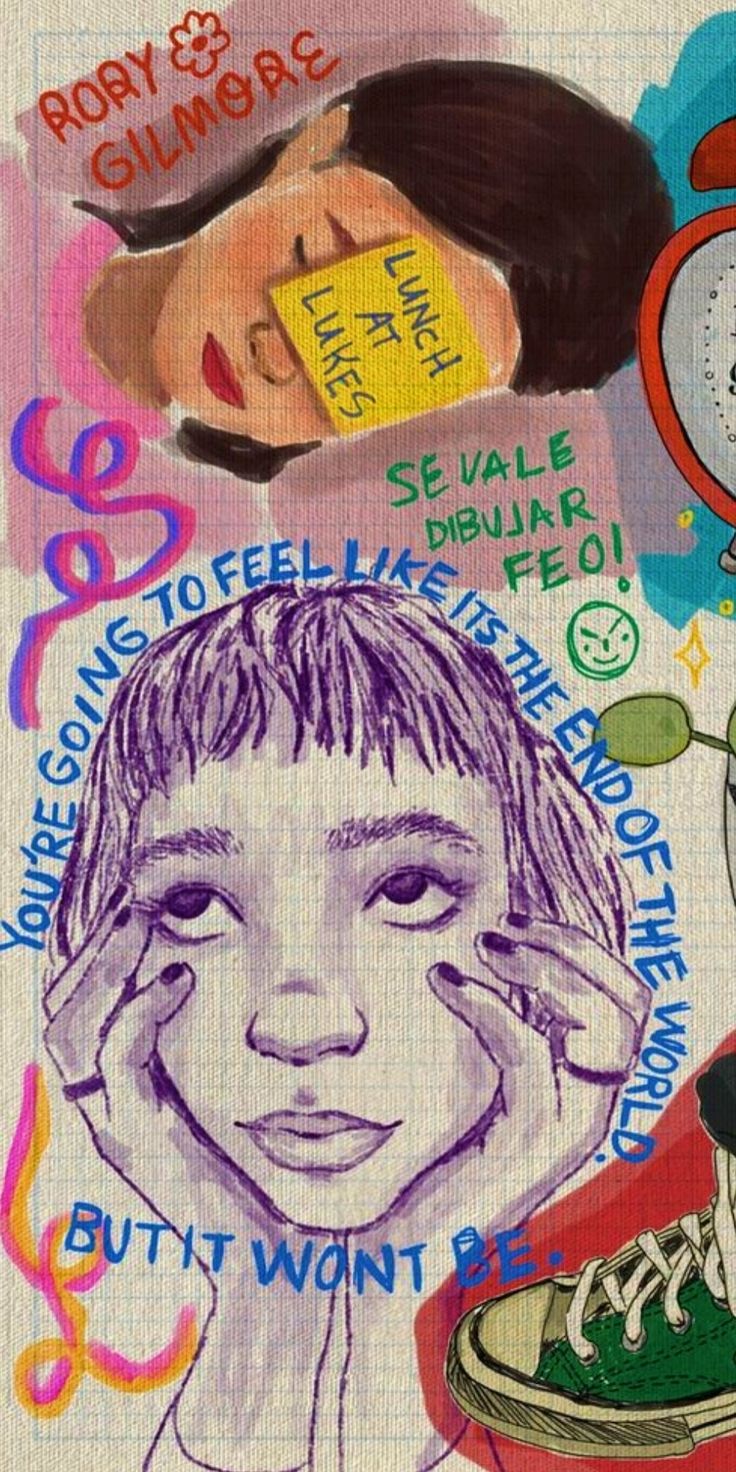 RORY
GILMORE
LUNCH
AT
LUKES
SE VALE
DIBUJAR
FEO!
YOU'RE GOING TO FEEL LIKE ITS THE END OF THE WORLD.
BUT IT WONT BE.